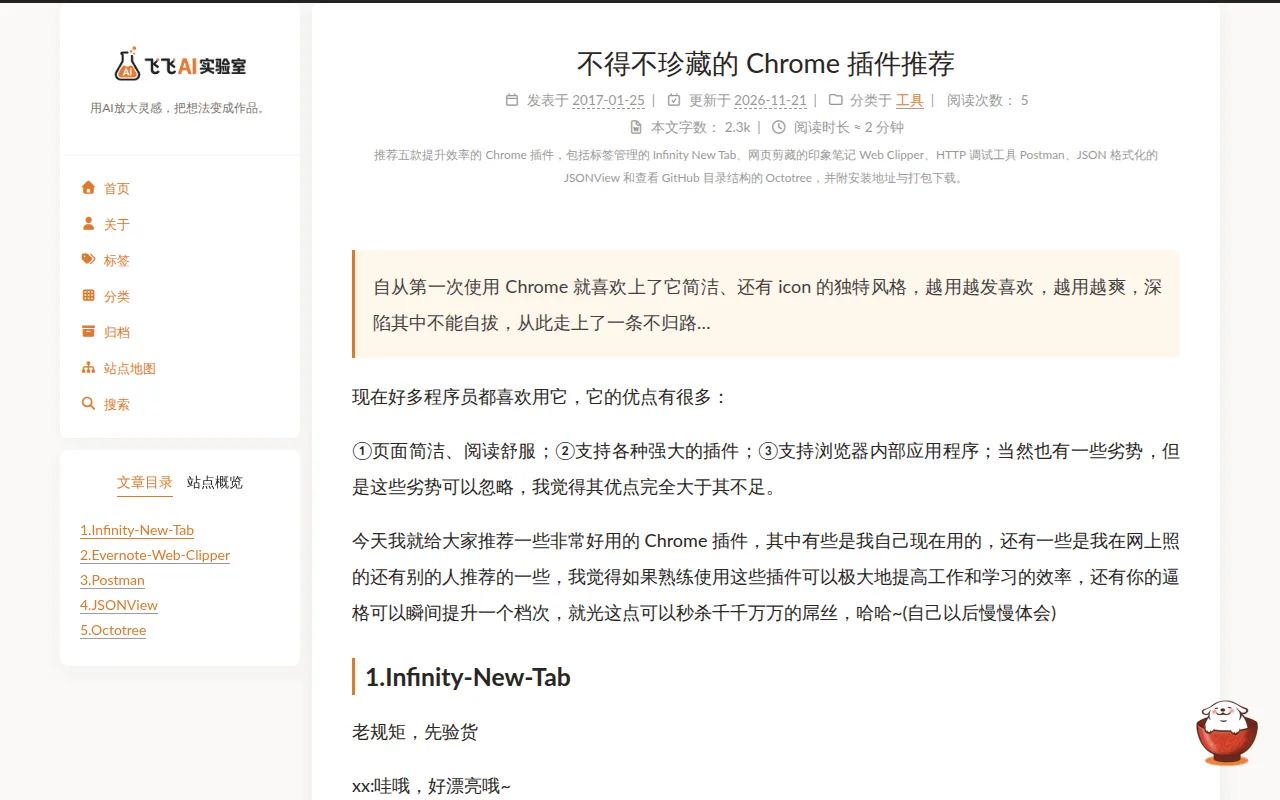 飞飞AI实验室
用AI放大灵感，把想法变成作品。
首页
关于
标签
分类
归档
站点地图
搜索
文章目录 站点概览
1.Infinity-New-Tab
2.Evernote-Web-Clipper
3.Postman
4.JSONView
5.Octotree
不得不珍藏的 Chrome 插件推荐
发表于 2017-01-25 | 更新于 2026-11-21 | 分类于 工具 | 阅读次数： 5
本文字数： 2.3k | 阅读时长 ≈ 2 分钟
推荐五款提升效率的 Chrome 插件，包括标签管理的 Infinity New Tab、网页剪藏的印象笔记 Web Clipper、HTTP 调试工具 Postman、JSON 格式化的
JSONView 和查看 GitHub 目录结构的 Octotree，并附安装地址与打包下载。
自从第一次使用 Chrome 就喜欢上了它简洁、还有 icon 的独特风格，越用越发喜欢，越用越爽，深
陷其中不能自拔，从此走上了一条不归路...
现在好多程序员都喜欢用它，它的优点有很多：
①页面简洁、阅读舒服；②支持各种强大的插件；③支持浏览器内部应用程序；当然也有一些劣势，但
是这些劣势可以忽略，我觉得其优点完全大于其不足。
今天我就给大家推荐一些非常好用的 Chrome 插件，其中有些是我自己现在用的，还有一些是我在网上照
的还有别的人推荐的一些，我觉得如果熟练使用这些插件可以极大地提高工作和学习的效率，还有你的逼
格可以瞬间提升一个档次，就光这点可以秒杀千千万万的屌丝，哈哈~(自己以后慢慢体会)
1.Infinity-New-Tab
老规矩，先验货
xx:哇哦，好漂亮哦~